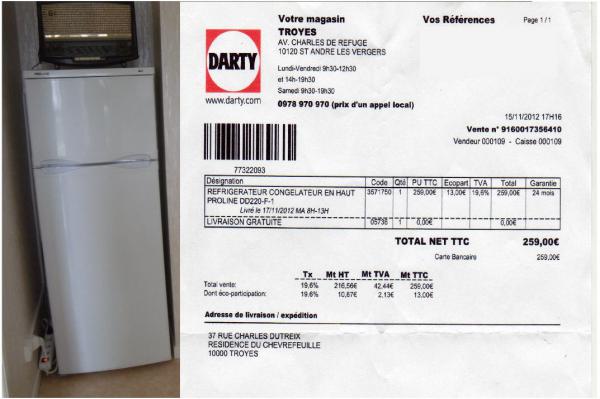 PROLINE
Votre magasin
TROYES
AV. CHARLES DE REFUGE
10120 ST ANDRE LES VERGERS
Lundi-Vendredi 9h30-12h30
et 14h-19h30
Samedi 9h30-19h30
0978 970 970 (prix d'un appel local)
Vos Références
Page 1 / 1
DARTY
www.darty.com
15/11/2012 17H16
Vente n° 9160017356410
Vendeur 000109 - Caisse 000109
77322093
Désignation Code Qté PU TTC Ecopart TVA Total Garantie
REFRIGERATEUR CONGELATEUR EN HAUT 3571750 1 259,00€ 13,00€ 19,6% 259,00€ 24 mois
PROLINE DD220-F-1
Livré le 17/11/2012 MA 8H-13H
LIVRAISON GRATUITE 05736 1 0,00€ 0,00€
TOTAL NET TTC 259,00€
Carte Bancaire 259,00€
Tx Mt HT Mt TVA Mt TTC
Total vente: 19,6% 216,56€ 42,44€ 259,00€
Dont éco-participation: 19,6% 10,87€ 2,13€ 13,00€
Adresse de livraison / expédition
37 RUE CHARLES DUTREIX
RESIDENCE DU CHEVREFEUILLE
10000 TROYES